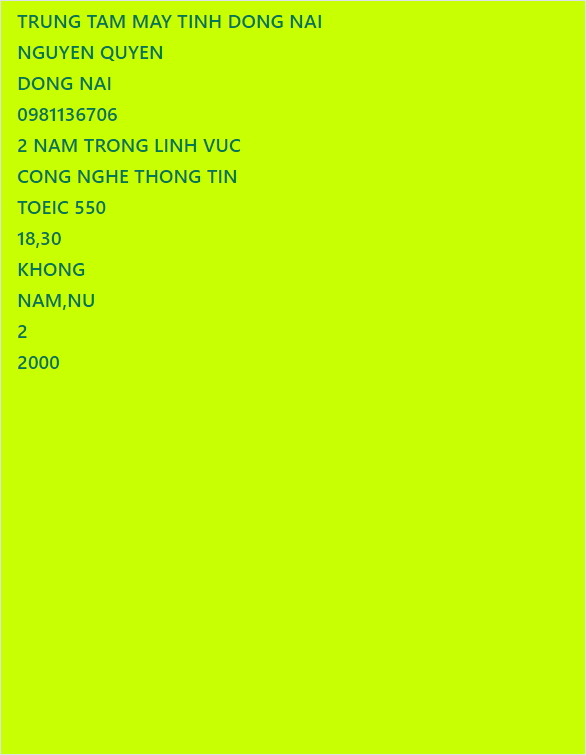 TRUNG TAM MAY TINH DONG NAI
NGUYEN QUYEN
DONG NAI
0981136706
2 NAM TRONG LINH VUC
CONG NGHE THONG TIN
TOEIC 550
18,30
KHONG
NAM,NU
2
2000